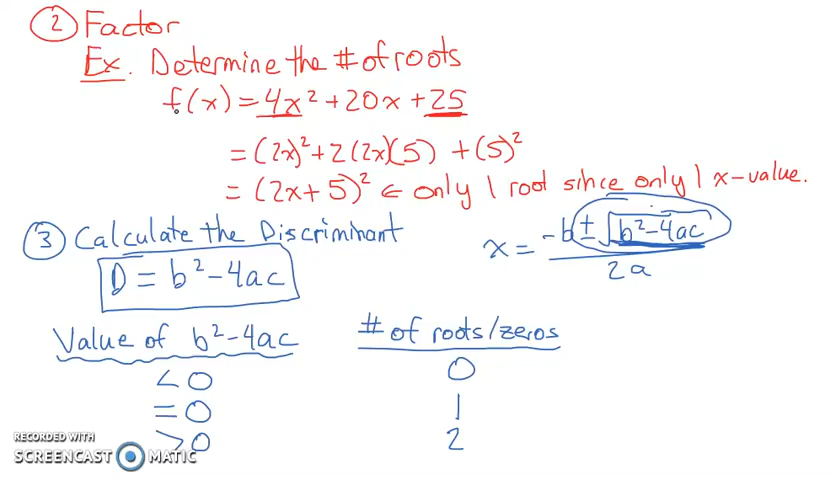 ② Factor
Ex. Determine the # of roots
f(x) = 4x² + 20x + 25
= (2x)² + 2(2x)(5) + (5)²
= (2x + 5)² ← only 1 root since only 1 x-value.
③ Calculate the Discriminant
x = -b ± √b² - 4ac / 2a
D = b² - 4ac
Value of b² - 4ac # of roots/zeros
< 0 0
= 0 1
> 0 2
RECORDED WITH
SCREENCAST MATIC